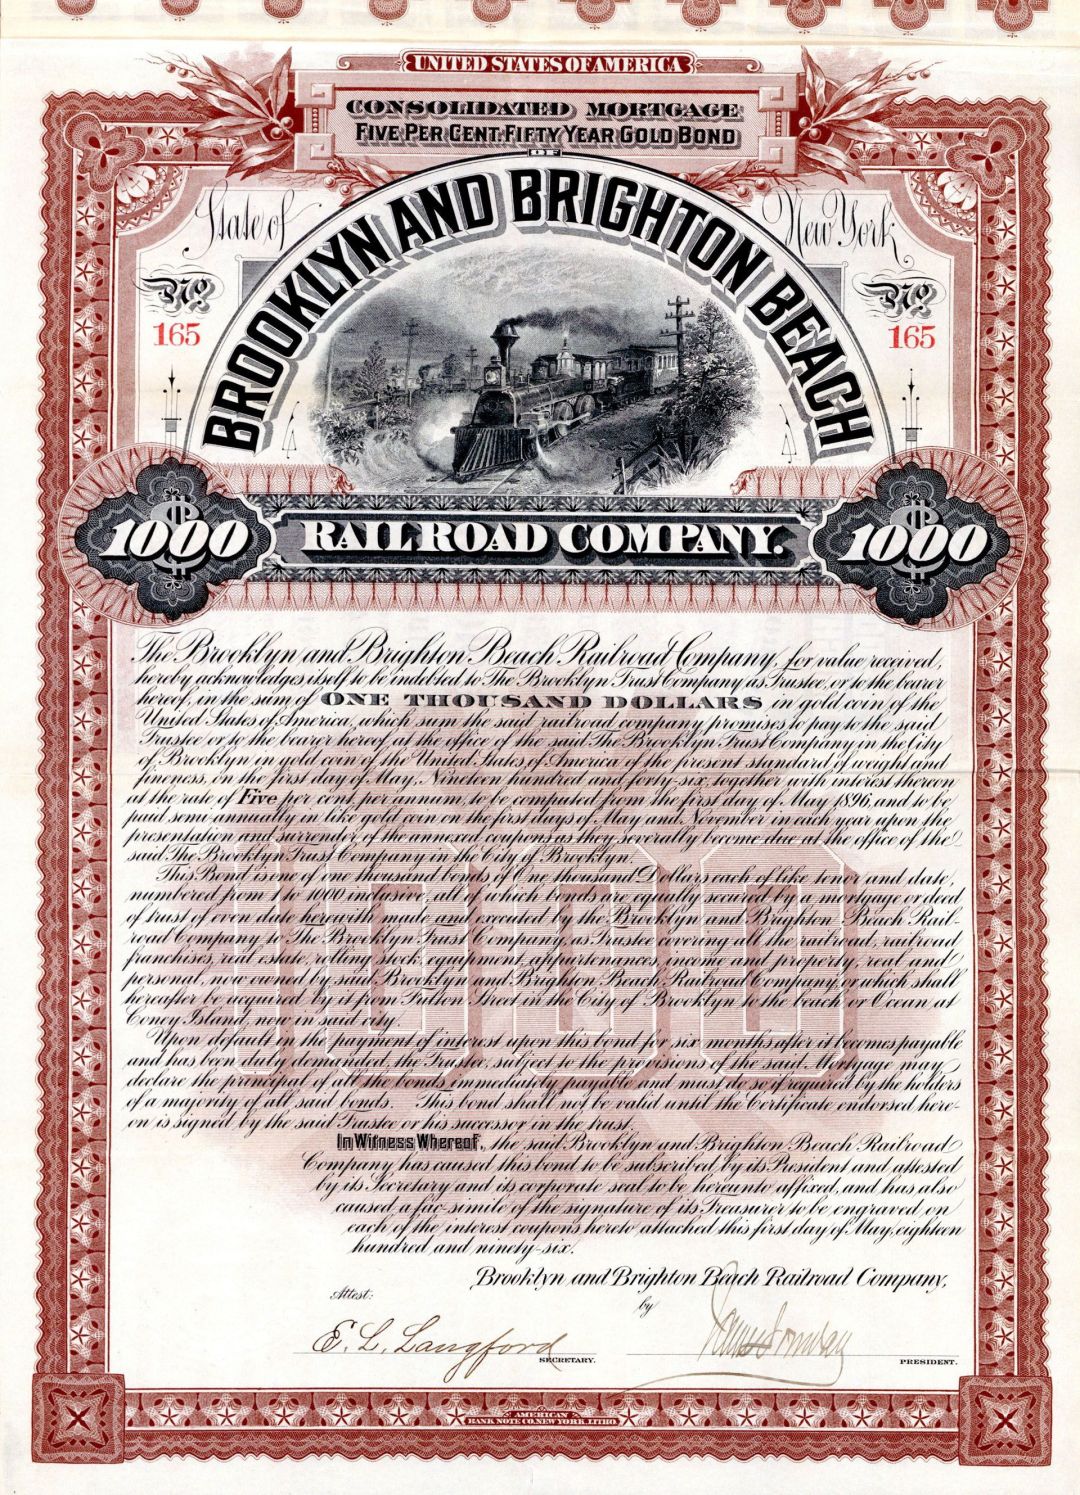 UNITED STATES OF AMERICA
CONSOLIDATED MORTGAGE
FIVE PER CENT. FIFTY YEAR GOLD BOND
OF
State of New York
BROOKLYN AND BRIGHTON BEACH
No No
165 165
$1000 RAILROAD COMPANY. $1000
The Brooklyn and Brighton Beach Railroad Company, for value received,
hereby acknowledges itself to be indebted to The Brooklyn Trust Company as Trustee, or to the bearer
hereof, in the sum of ONE THOUSAND DOLLARS in gold coin of the
United States of America, which sum the said railroad company promises to pay to the said
Trustee or to the bearer hereof, at the office of the said The Brooklyn Trust Company in the City
of Brooklyn in gold coin of the United States of America of the present standard of weight and
fineness, on the first day of May, Nineteen hundred and forty-six, together with interest thereon
at the rate of Five per cent. per annum, to be computed from the first day of May 1896, and to be
paid semi-annually in like gold coin on the first days of May and November in each year upon the
presentation and surrender of the annexed coupons as they severally become due at the office of the
said The Brooklyn Trust Company in the City of Brooklyn.
This Bond is one of one thousand bonds of One thousand Dollars each of like tenor and date,
numbered from 1 to 1000 inclusive, all of which bonds are equally secured by a mortgage or deed
of trust of even date herewith made and executed by the Brooklyn and Brighton Beach Rail-
road Company to The Brooklyn Trust Company, as Trustee covering all the railroad, railroad
franchises, real estate, rolling stock, equipment, appurtenances, income and property, real and
personal, now owned by said Brooklyn and Brighton Beach Railroad Company, or which shall
hereafter be acquired by it from Fulton Street in the City of Brooklyn to the beach or Ocean at
Coney Island, now in said city.
Upon default in the payment of interest upon this bond for six months after it becomes payable
and has been duly demanded, the Trustee, subject to the provisions of the said Mortgage may
declare the principal of all the bonds immediately payable and must do so if required by the holders
of a majority of all said bonds. This bond shall not be valid until the Certificate endorsed here-
on is signed by the said Trustee or his successor in the trust.
In Witness Whereof, the said Brooklyn and Brighton Beach Railroad
Company has caused this bond to be subscribed by its President and attested
by its Secretary and its corporate seal to be hereunto affixed, and has also
caused a fac-simile of the signature of its Treasurer to be engraved on
each of the interest coupons hereto attached this first day of May, eighteen
hundred and ninety-six.
Brooklyn and Brighton Beach Railroad Company,
Attest: by
E. L. Langford James Jourdan
SECRETARY. PRESIDENT.
AMERICAN
BANK NOTE CO. NEW YORK, LITHO.